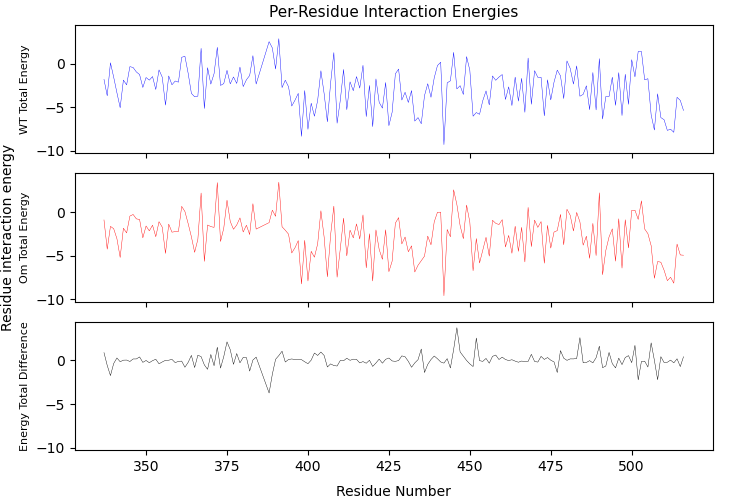 Per-Residue Interaction Energies
Residue interaction energy
WT Total Energy
0
−5
−10
Om Total Energy
0
−5
−10
Energy Total Difference
0
−5
−10
350 375 400 425 450 475 500
Residue Number